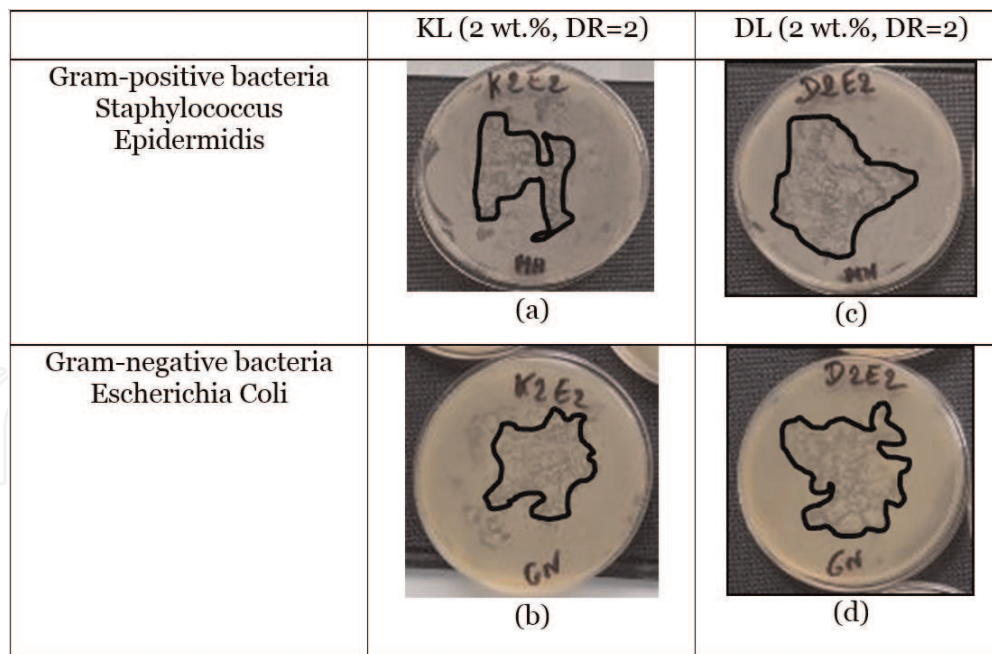 KL (2 wt.%, DR=2)
DL (2 wt.%, DR=2)
Gram-positive bacteria
Staphylococcus
Epidermidis
K2E2
MH
(a)
D2E2
MH
(c)
Gram-negative bacteria
Escherichia Coli
K2E2
GN
(b)
D2E2
GN
(d)